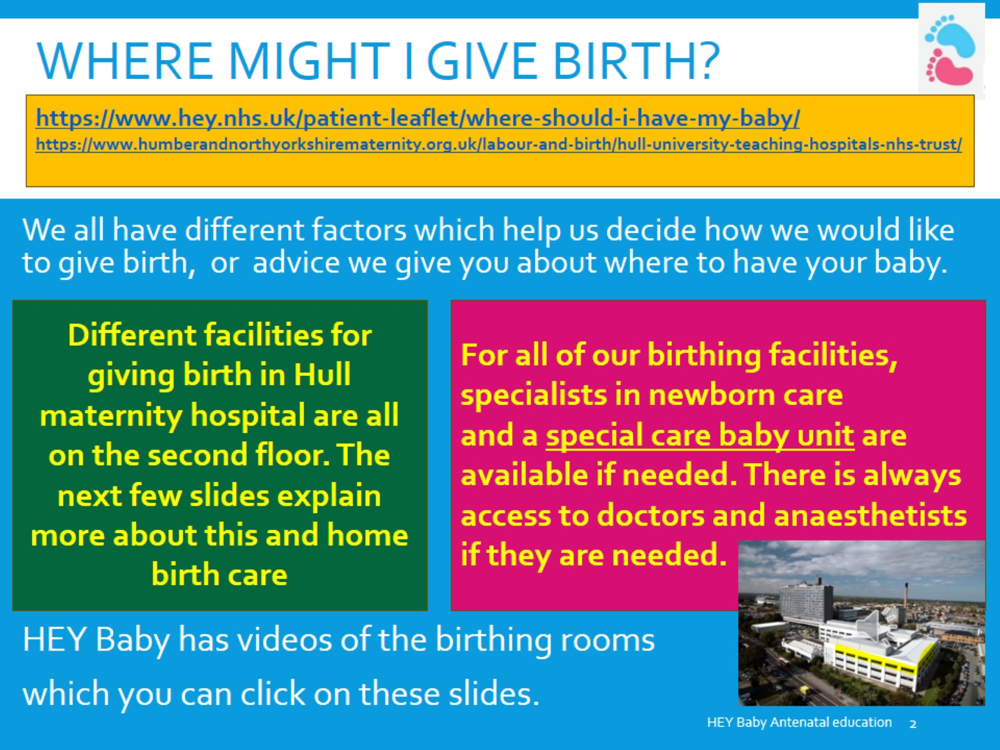 WHERE MIGHT I GIVE BIRTH?
https://www.hey.nhs.uk/patient-leaflet/where-should-i-have-my-baby/
https://www.humberandnorthyorkshirematernity.org.uk/labour-and-birth/hull-university-teaching-hospitals-nhs-trust/
We all have different factors which help us decide how we would like
to give birth, or advice we give you about where to have your baby.
Different facilities for
giving birth in Hull
maternity hospital are all
on the second floor. The
next few slides explain
more about this and home
birth care
For all of our birthing facilities,
specialists in newborn care
and a special care baby unit are
available if needed. There is always
access to doctors and anaesthetists
if they are needed.
HEY Baby has videos of the birthing rooms
which you can click on these slides.
HEY Baby Antenatal education 2